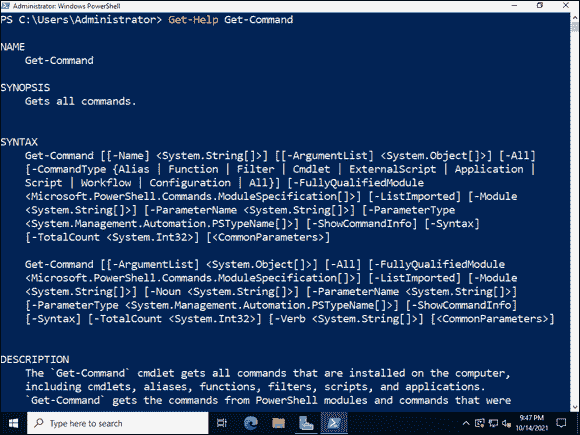 Administrator: Windows PowerShell
PS C:\Users\Administrator> Get-Help Get-Command
NAME
Get-Command
SYNOPSIS
Gets all commands.
SYNTAX
Get-Command [[-Name] <System.String[]>] [[-ArgumentList] <System.Object[]>] [-All]
[-CommandType {Alias | Function | Filter | Cmdlet | ExternalScript | Application |
Script | Workflow | Configuration | All}] [-FullyQualifiedModule
<Microsoft.PowerShell.Commands.ModuleSpecification[]>] [-ListImported] [-Module
<System.String[]>] [-ParameterName <System.String[]>] [-ParameterType
<System.Management.Automation.PSTypeName[]>] [-ShowCommandInfo] [-Syntax]
[-TotalCount <System.Int32>] [<CommonParameters>]
Get-Command [[-ArgumentList] <System.Object[]>] [-All] [-FullyQualifiedModule
<Microsoft.PowerShell.Commands.ModuleSpecification[]>] [-ListImported] [-Module
<System.String[]>] [-Noun <System.String[]>] [-ParameterName <System.String[]>]
[-ParameterType <System.Management.Automation.PSTypeName[]>] [-ShowCommandInfo]
[-Syntax] [-TotalCount <System.Int32>] [-Verb <System.String[]>] [<CommonParameters>]
DESCRIPTION
The `Get-Command` cmdlet gets all commands that are installed on the computer,
including cmdlets, aliases, functions, filters, scripts, and applications.
`Get-Command` gets the commands from PowerShell modules and commands that were
Type here to search
9:47 PM
10/14/2021